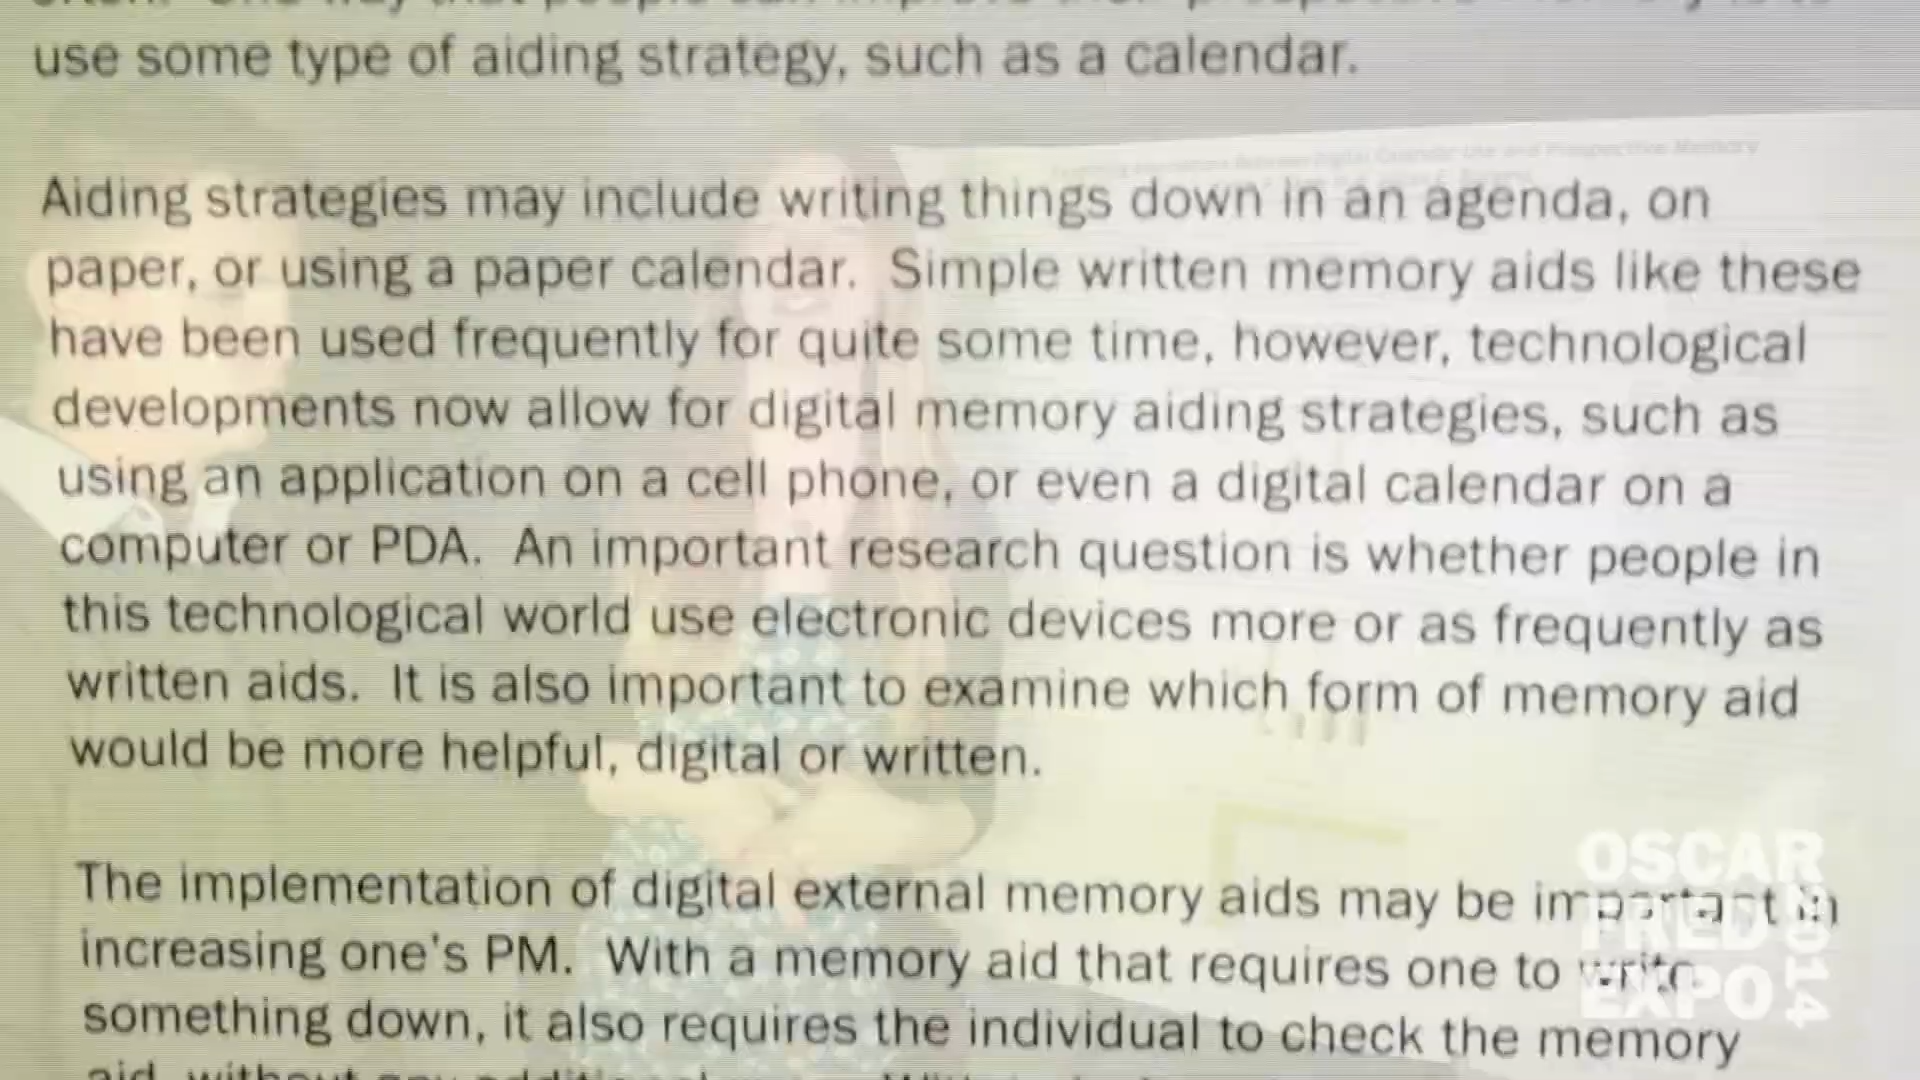 use some type of aiding strategy, such as a calendar.
Aiding strategies may include writing things down in an agenda, on
paper, or using a paper calendar. Simple written memory aids like these
have been used frequently for quite some time, however, technological
developments now allow for digital memory aiding strategies, such as
using an application on a cell phone, or even a digital calendar on a
computer or PDA. An important research question is whether people in
this technological world use electronic devices more or as frequently as
written aids. It is also important to examine which form of memory aid
would be more helpful, digital or written.
The implementation of digital external memory aids may be important in
increasing one's PM. With a memory aid that requires one to write
something down, it also requires the individual to check the memory
OSCAR
FRED
EXPO
2014